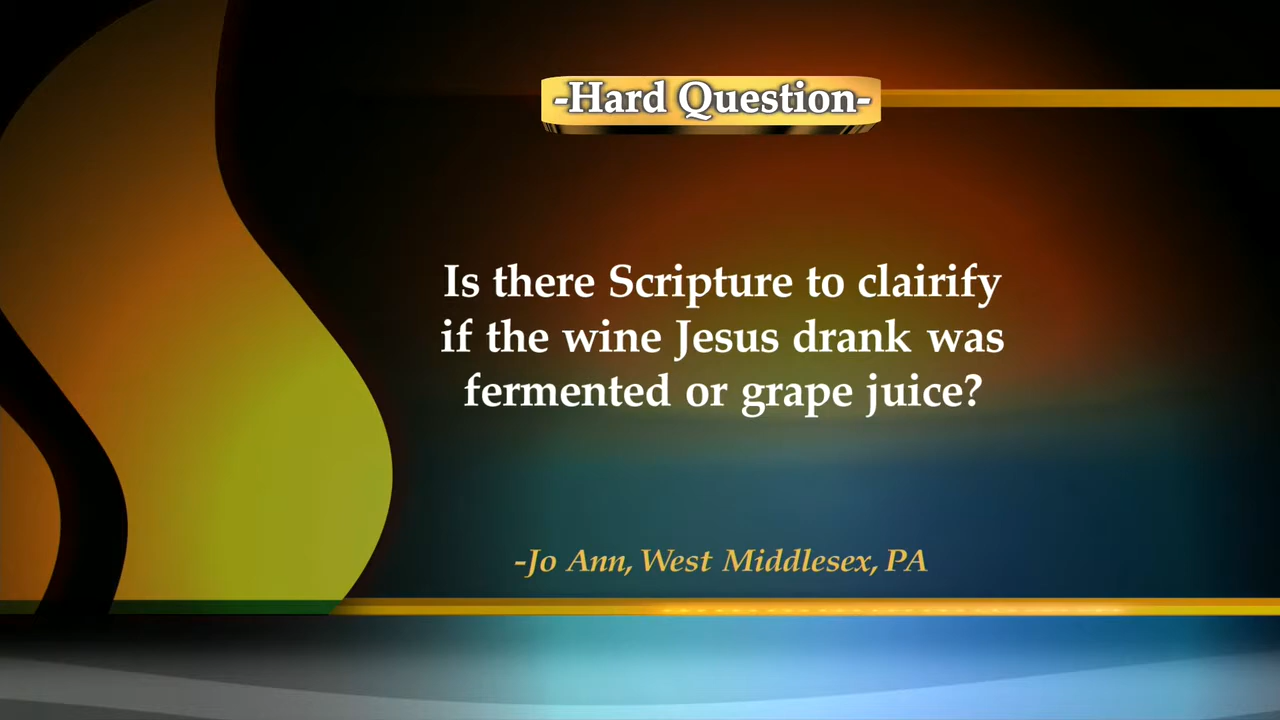 -Hard Question-
Is there Scripture to clairify
if the wine Jesus drank was
fermented or grape juice?
-Jo Ann, West Middlesex, PA